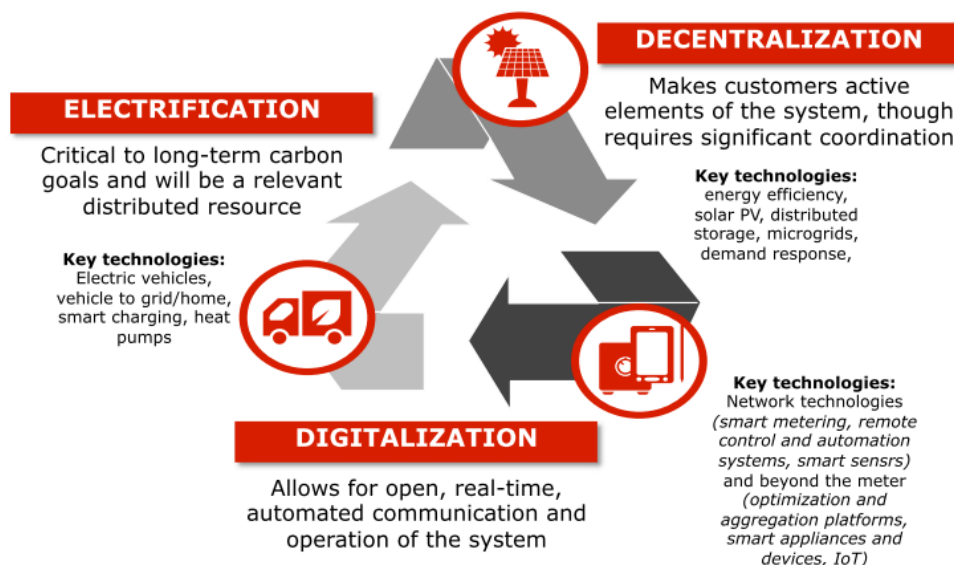 DECENTRALIZATION
Makes customers active
elements of the system, though
requires significant coordination
Key technologies:
energy efficiency,
solar PV, distributed
storage, microgrids,
demand response,
ELECTRIFICATION
Critical to long-term carbon
goals and will be a relevant
distributed resource
Key technologies:
Electric vehicles,
vehicle to grid/home,
smart charging, heat
pumps
DIGITALIZATION
Allows for open, real-time,
automated communication and
operation of the system
Key technologies:
Network technologies
(smart metering, remote
control and automation
systems, smart sensrs)
and beyond the meter
(optimization and
aggregation platforms,
smart appliances and
devices, IoT)